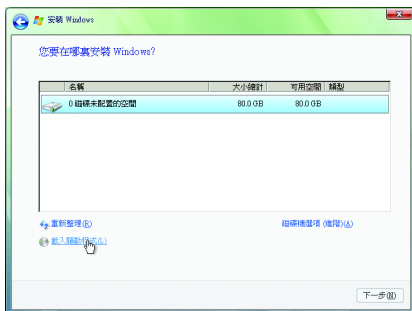 安裝 Windows
您要在哪裏安裝 Windows?
名稱 大小總計 可用空間 類型
0 磁碟未配置的空間 80.0 GB 80.0 GB
重新整理(R) 磁碟機選項 (進階)(A)
載入驅動程式(L)
下一步(N)